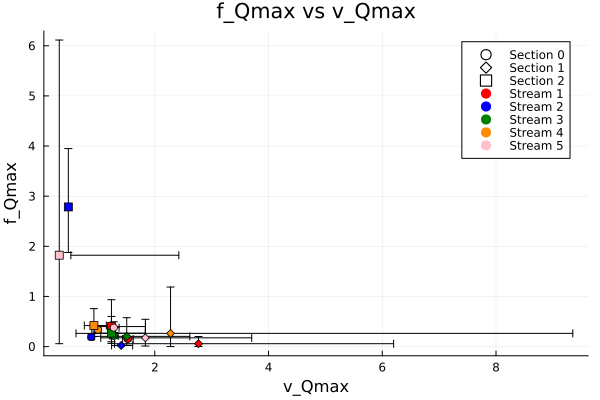 f_Qmax vs v_Qmax
f_Qmax
6
5
4
3
2
1
0
2
4
6
8
v_Qmax
Section 0
Section 1
Section 2
Stream 1
Stream 2
Stream 3
Stream 4
Stream 5